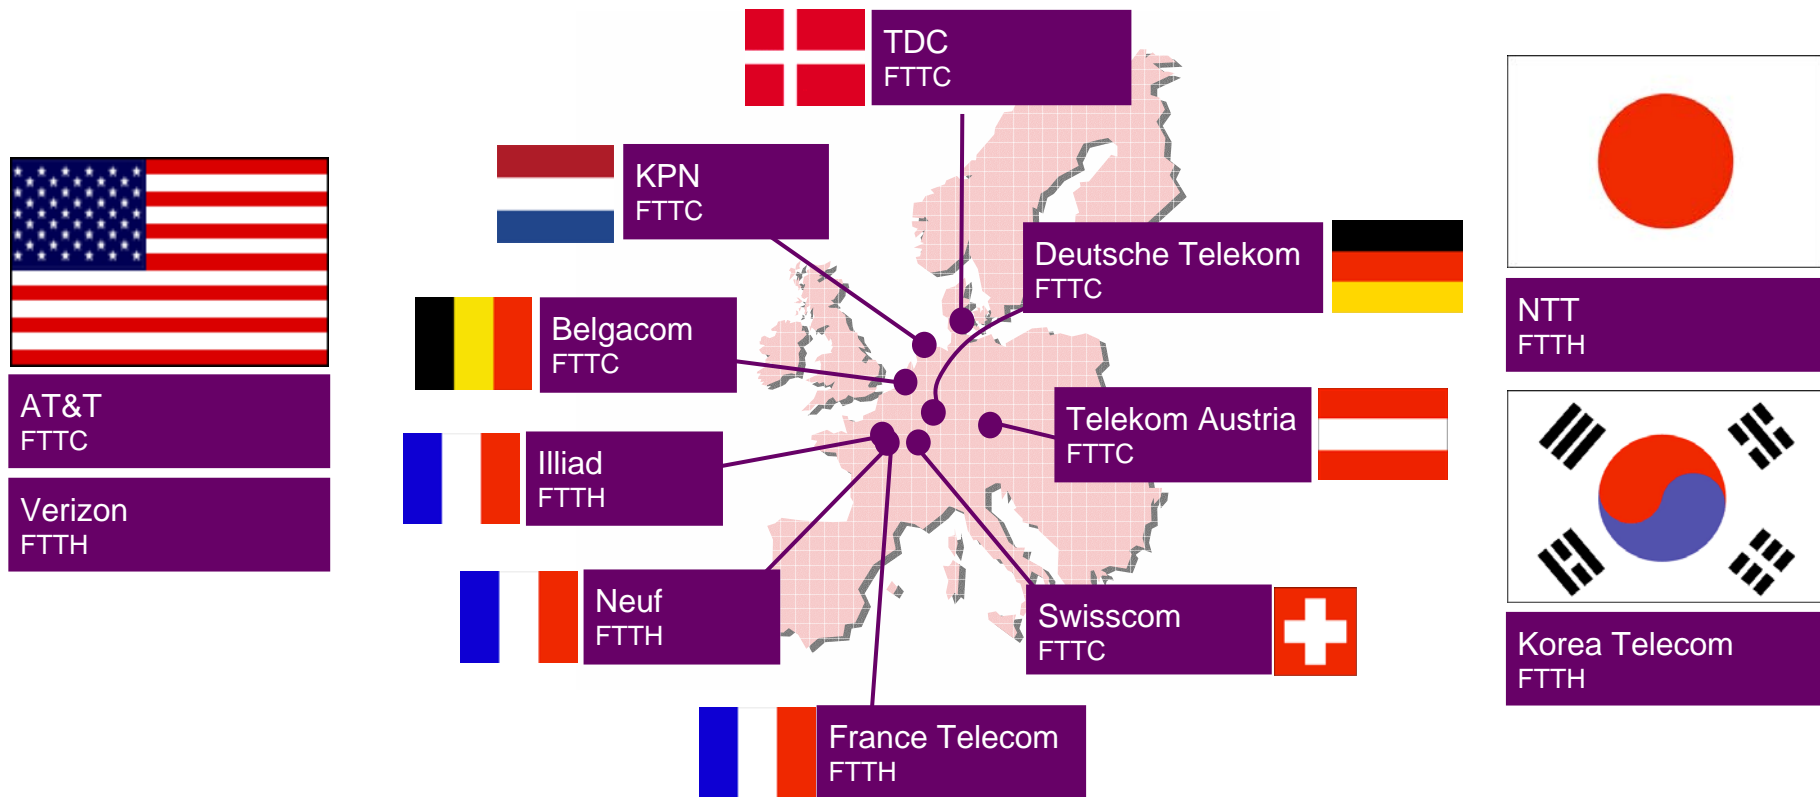 TDC
FTTC
KPN
FTTC
Deutsche Telekom
FTTC
Belgacom
FTTC
NTT
FTTH
AT&T
FTTC
Telekom Austria
FTTC
Illiad
FTTH
Verizon
FTTH
Neuf
FTTH
Swisscom
FTTC
Korea Telecom
FTTH
France Telecom
FTTH